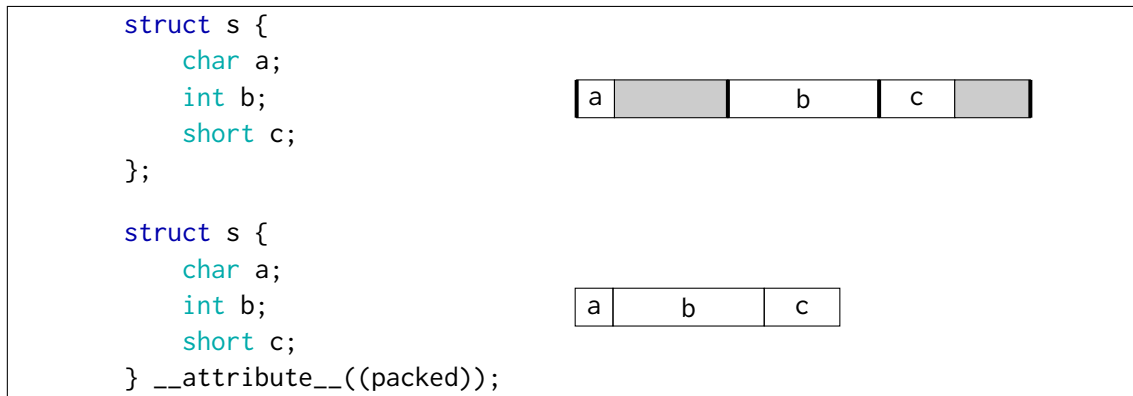 struct s {
    char a;
    int b;
    short c;
};
a b c
struct s {
    char a;
    int b;
    short c;
} __attribute__((packed));
a b c